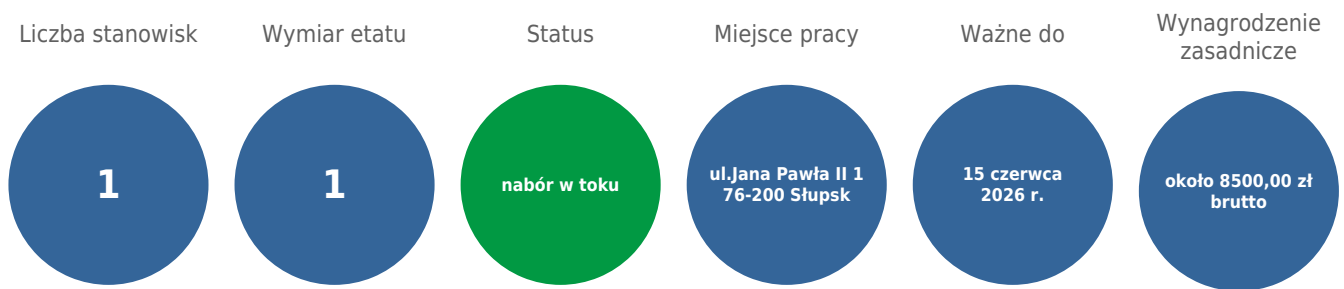 Liczba stanowisk
1
Wymiar etatu
1
Status
nabór w toku
Miejsce pracy
ul.Jana Pawła II 1
76-200 Słupsk
Ważne do
15 czerwca
2026 r.
Wynagrodzenie
zasadnicze
około 8500,00 zł
brutto